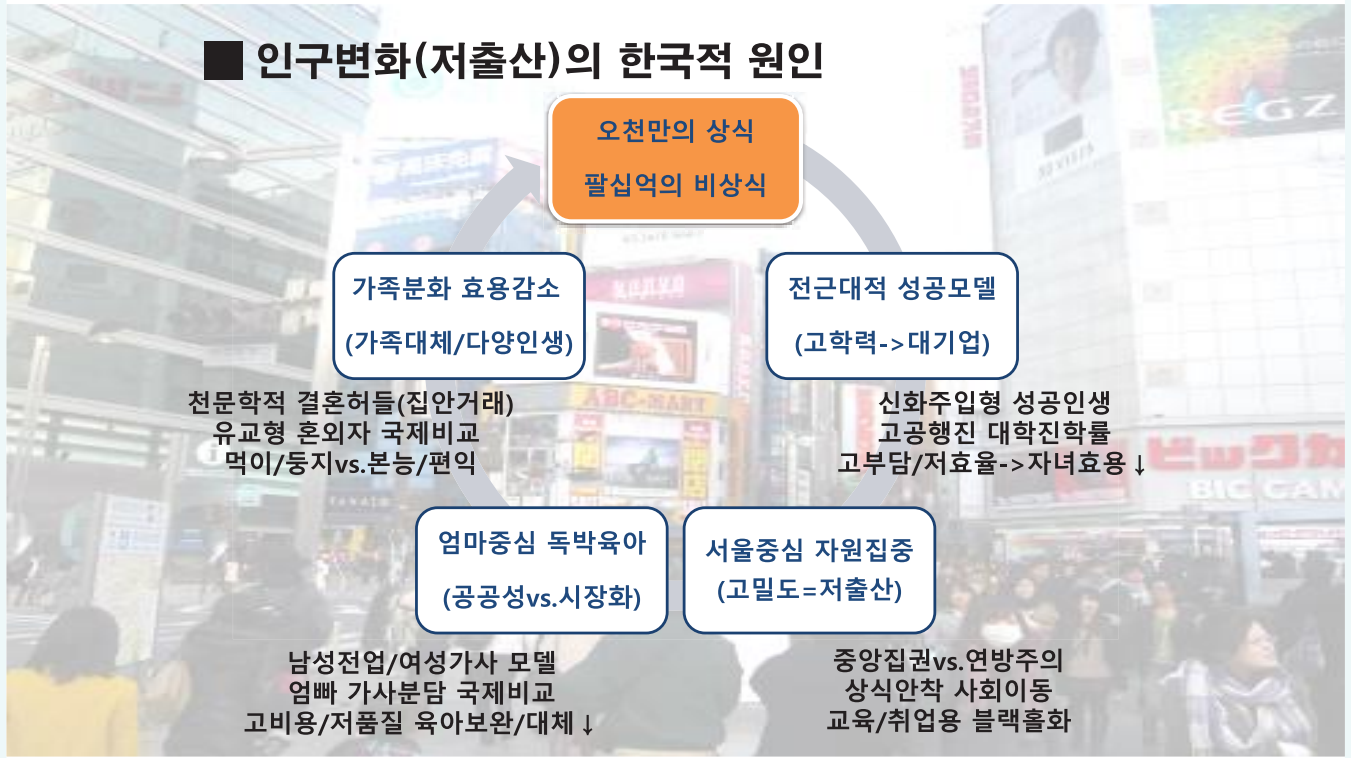 ■ 인구변화(저출산)의 한국적 원인
오천만의 상식
팔십억의 비상식
가족분화 효용감소
(가족대체/다양인생)
전근대적 성공모델
(고학력->대기업)
천문학적 결혼허들(집안거래)
유교형 혼외자 국제비교
먹이/둥지vs.본능/편익
신화주입형 성공인생
고공행진 대학진학률
고부담/저효율->자녀효용↓
엄마중심 독박육아
(공공성vs.시장화)
서울중심 자원집중
(고밀도=저출산)
남성전업/여성가사 모델
엄빠 가사분담 국제비교
고비용/저품질 육아보완/대체↓
중앙집권vs.연방주의
상식안착 사회이동
교육/취업용 블랙홀화
REGZ
ABC-MART
ビックカ
BIC CAM